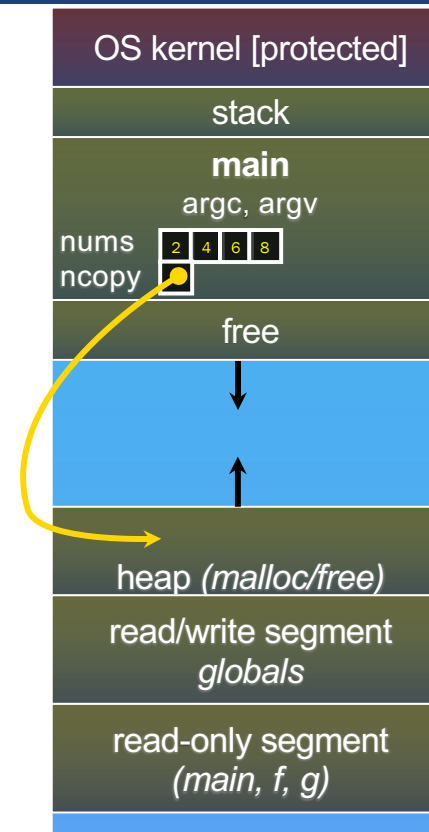 OS kernel [protected]
stack
main
argc, argv
nums 2 4 6 8
ncopy
free
heap (malloc/free)
read/write segment
globals
read-only segment
(main, f, g)